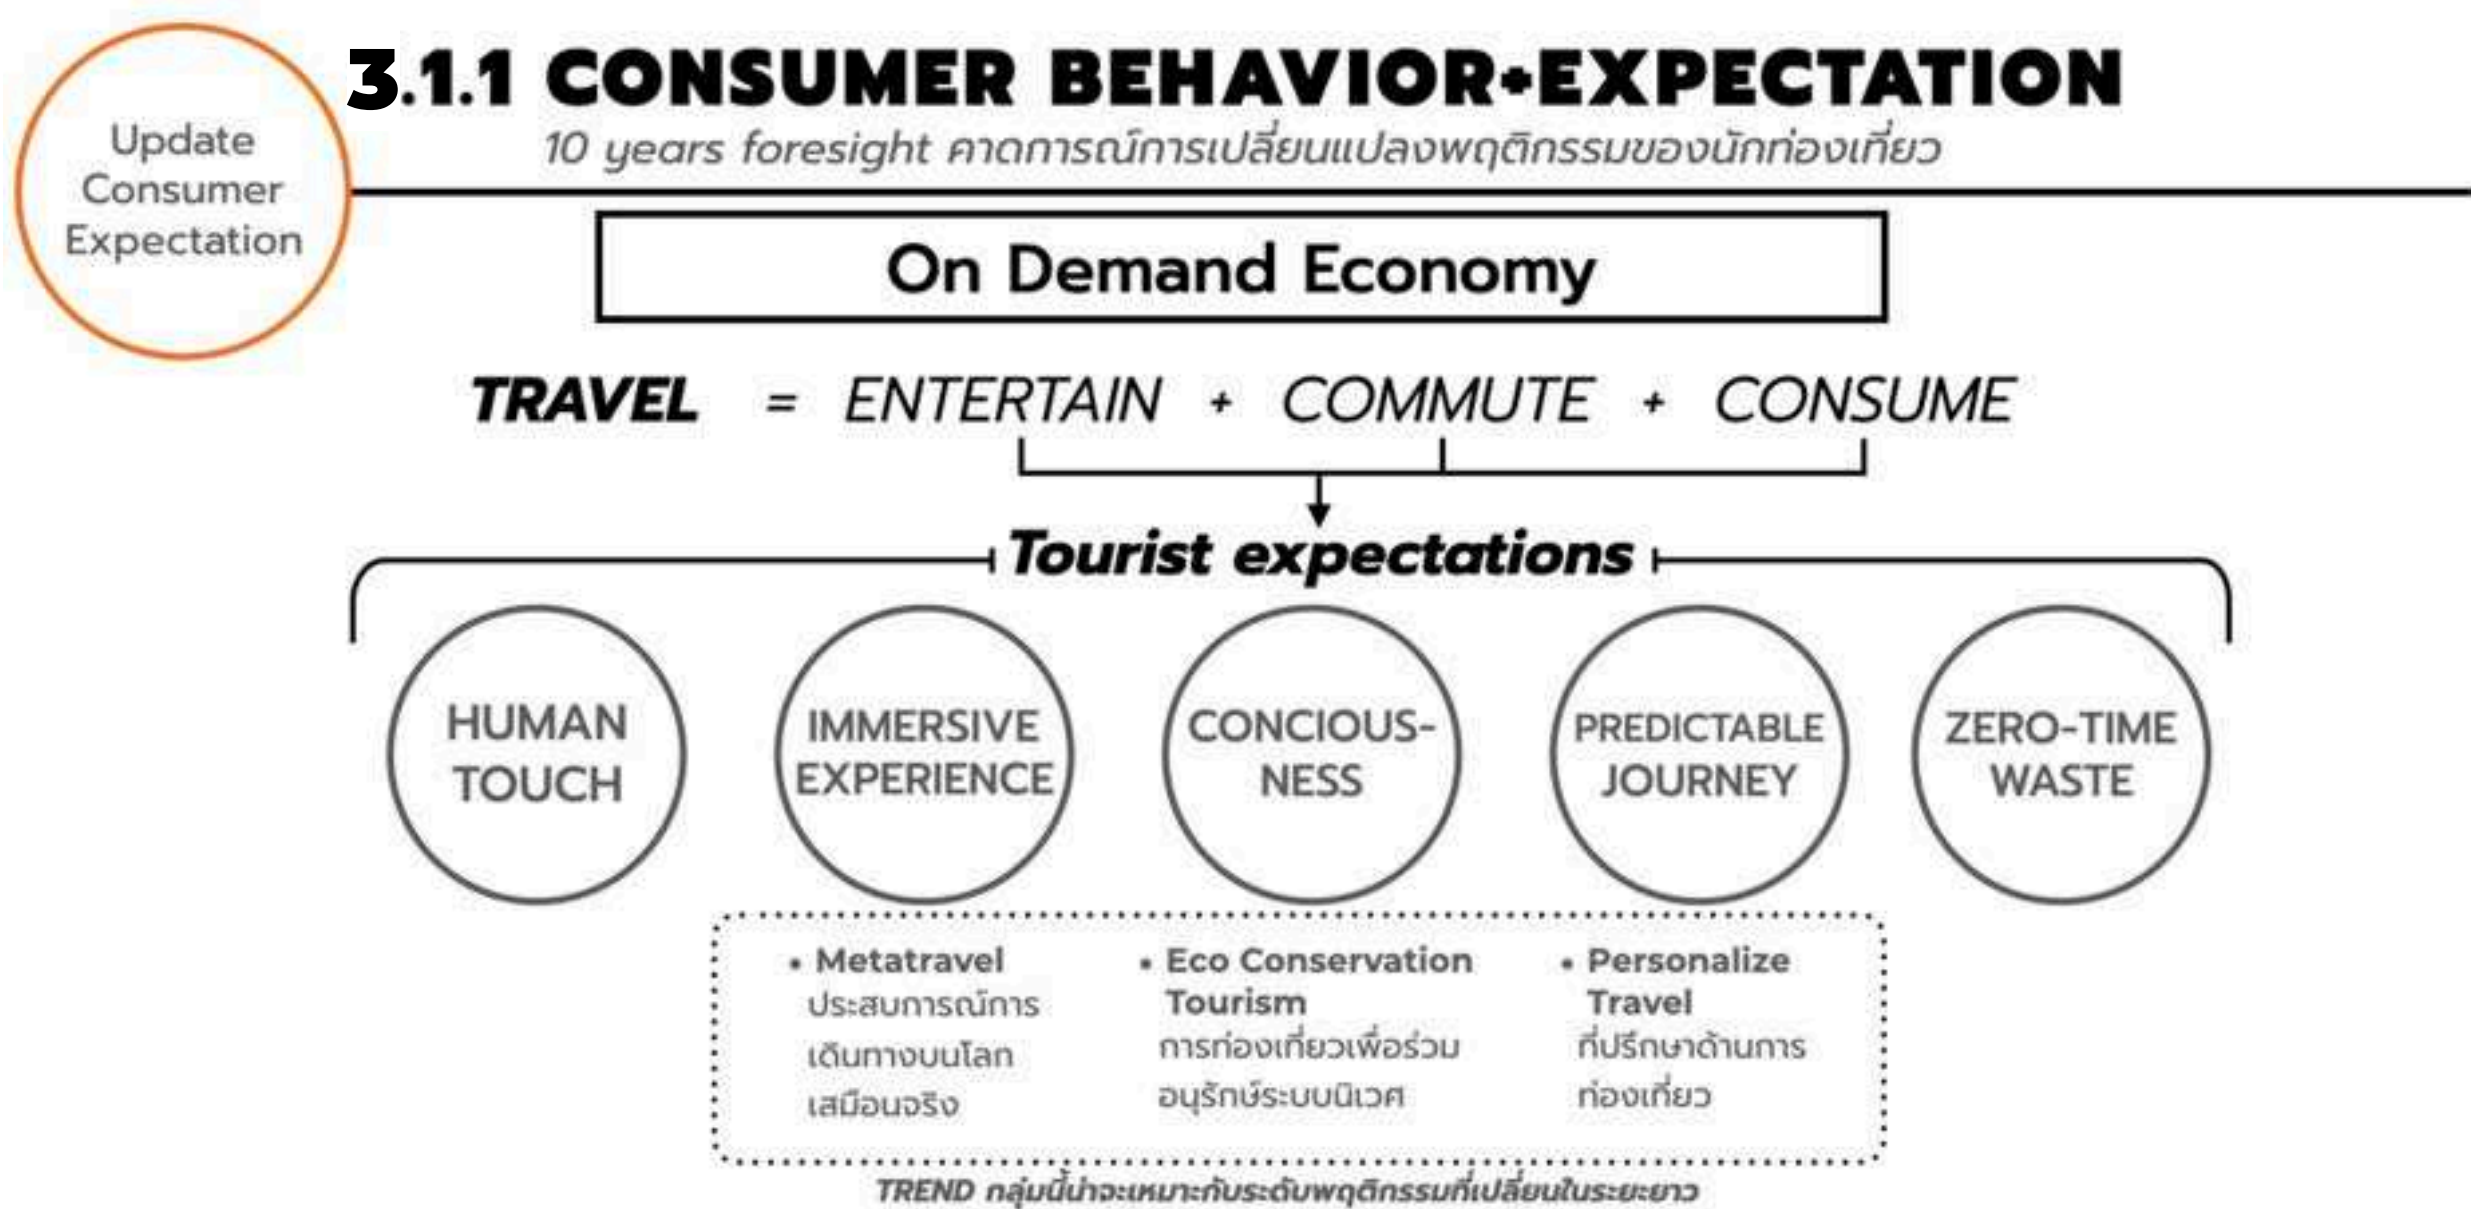 Update
Consumer
Expectation
3.1.1 CONSUMER BEHAVIOR+EXPECTATION
10 years foresight คาดการณ์การเปลี่ยนแปลงพฤติกรรมของนักท่องเที่ยว
On Demand Economy
TRAVEL = ENTERTAIN + COMMUTE + CONSUME
Tourist expectations
HUMAN
TOUCH
IMMERSIVE
EXPERIENCE
CONCIOUS-
NESS
PREDICTABLE
JOURNEY
ZERO-TIME
WASTE
• Metatravel
ประสบการณ์การ
เดินทางบนโลก
เสมือนจริง
• Eco Conservation
Tourism
การท่องเที่ยวเพื่อร่วม
อนุรักษ์ระบบนิเวศ
• Personalize
Travel
ที่ปรึกษาด้านการ
ท่องเที่ยว
TREND กลุ่มนี้น่าจะเหมาะกับระดับพฤติกรรมที่เปลี่ยนในระยะยาว